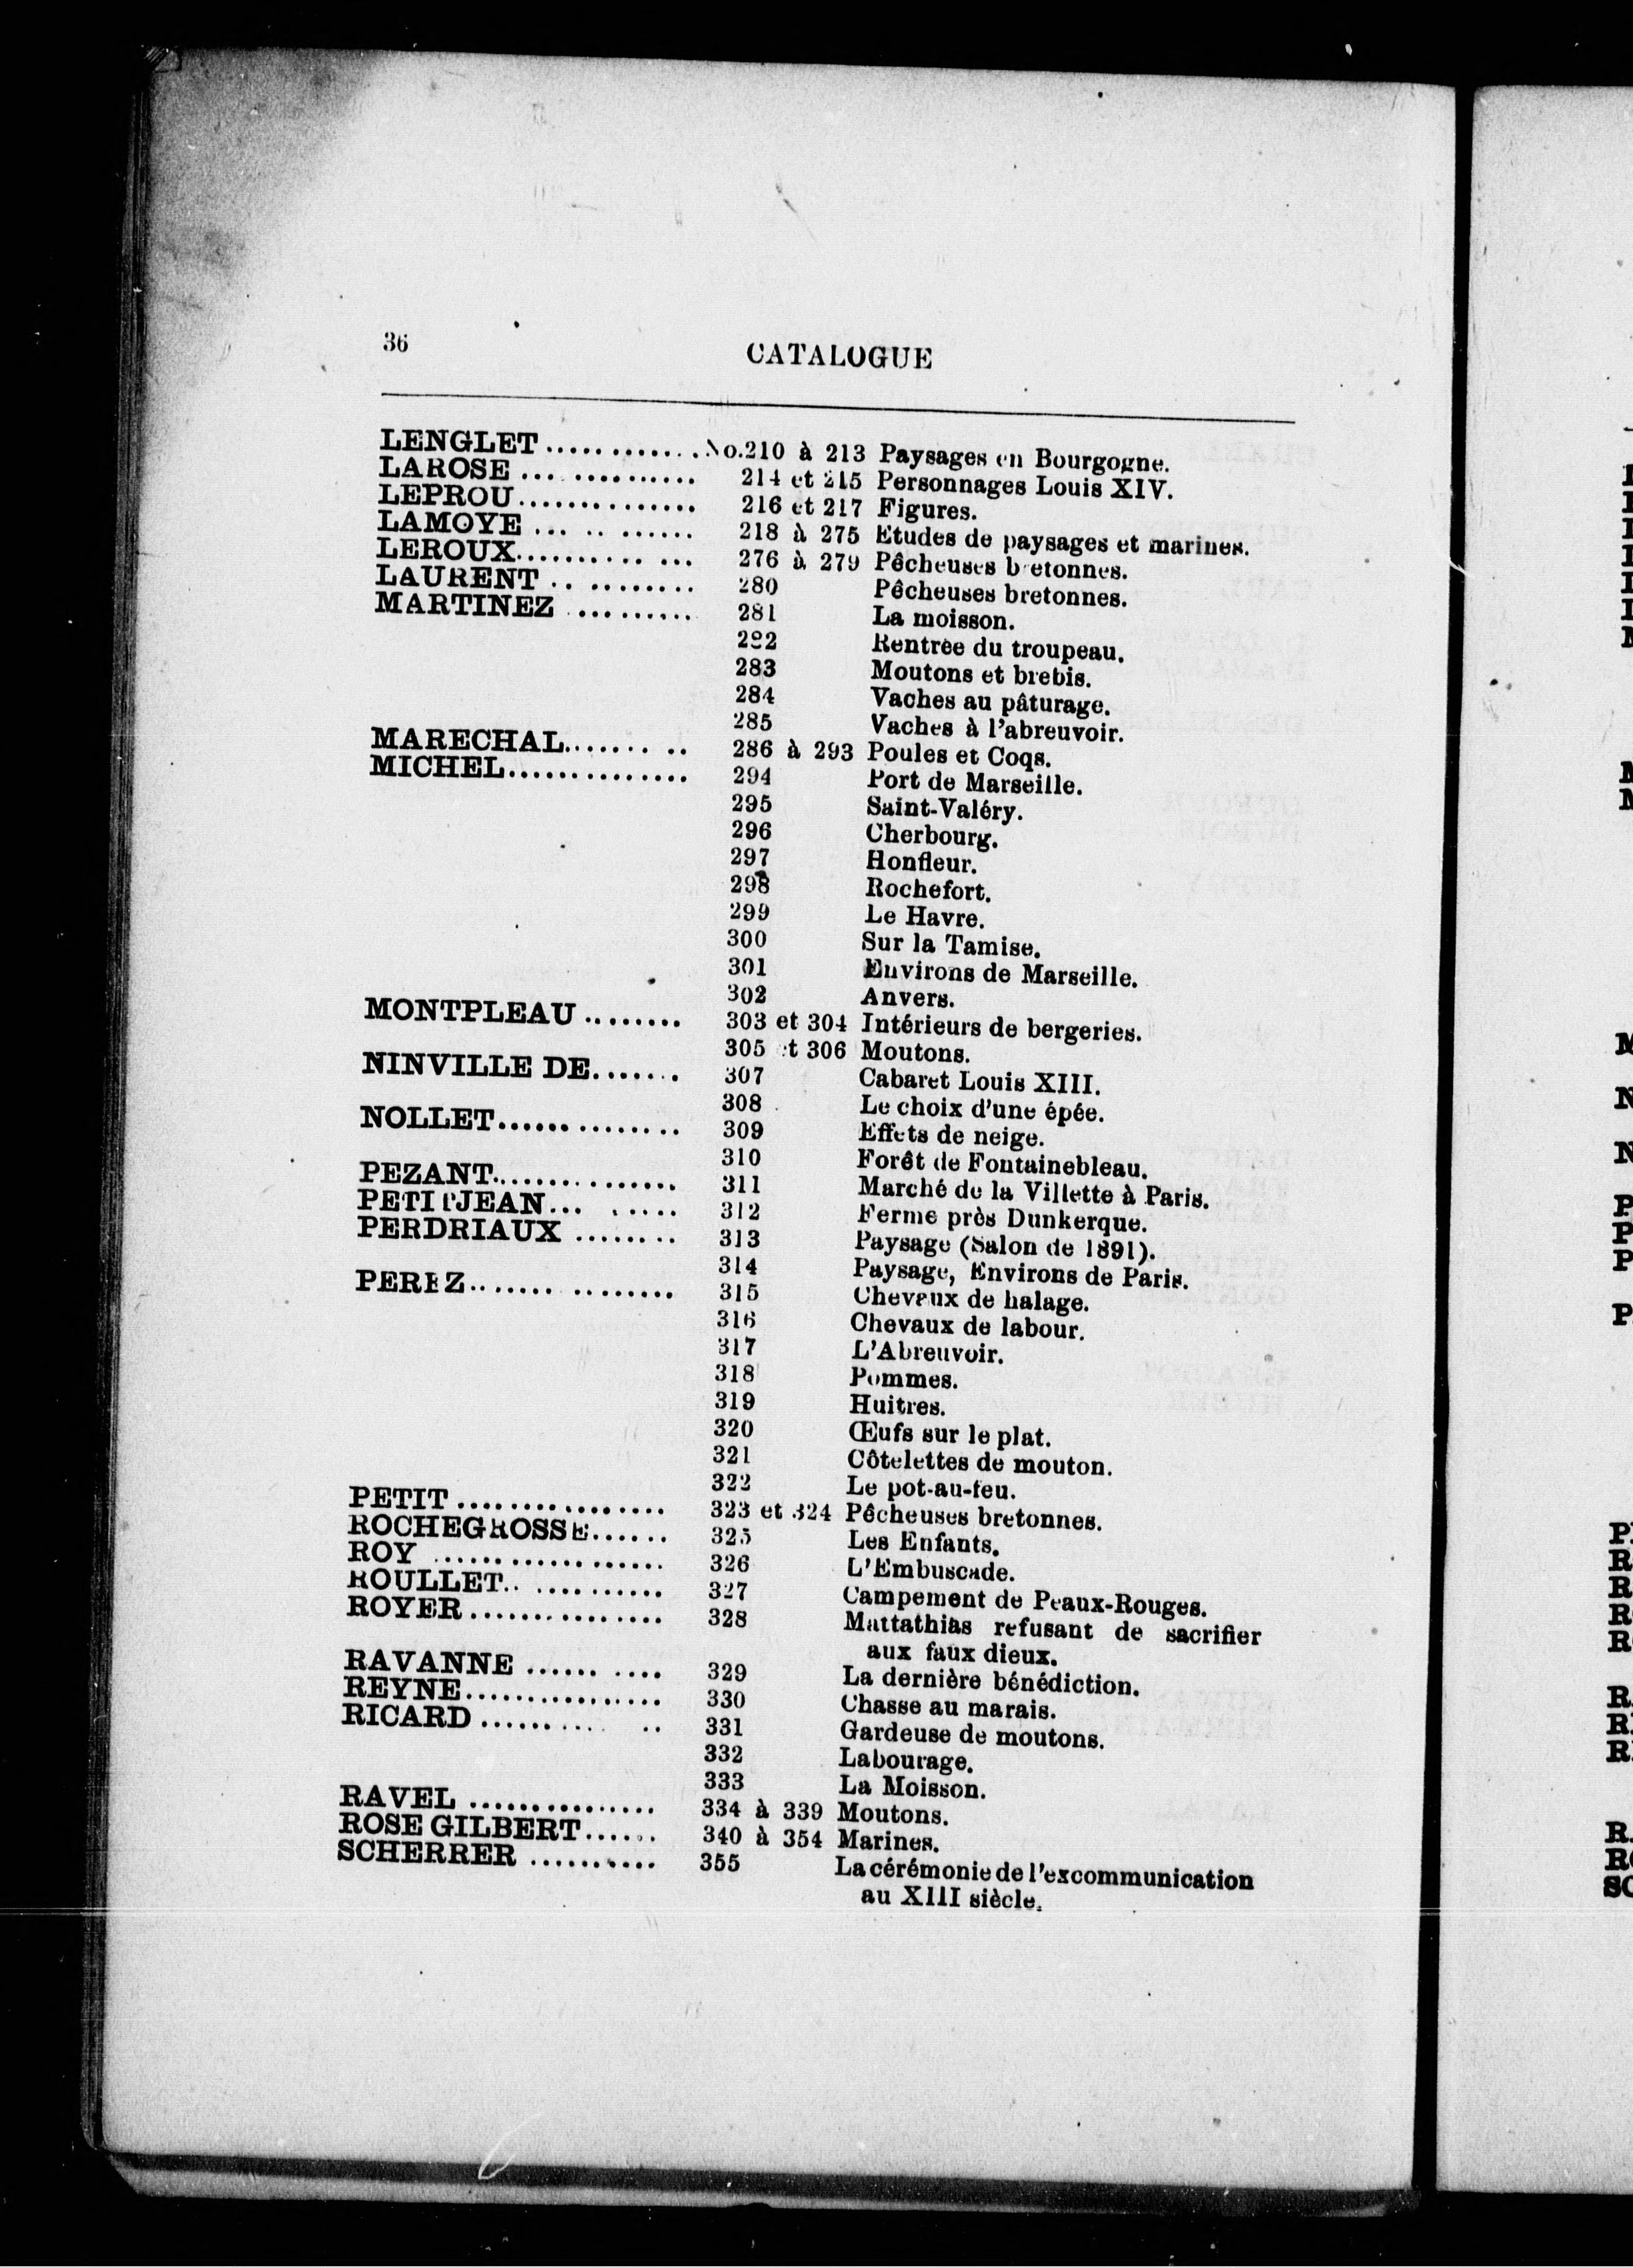 36
CATALOGUE
LENGLET ............. No. 210 à 213 Paysages en Bourgogne.
LAROSE ... .......... 214 et 215 Personnages Louis XIV.
LEPROU.............. 216 et 217 Figures.
LAMOYE ... .. ...... 218 à 275 Etudes de paysages et marines.
LEROUX.......... ... 276 à 279 Pêcheuses bretonnes.
LAURENT .. ......... 280 Pêcheuses bretonnes.
MARTINEZ .......... 281 La moisson.
282 Rentrée du troupeau.
283 Moutons et brebis.
284 Vaches au pâturage.
285 Vaches à l'abreuvoir.
MARECHAL....... .. 286 à 293 Poules et Coqs.
MICHEL.............. 294 Port de Marseille.
295 Saint-Valéry.
296 Cherbourg.
297 Honfleur.
298 Rochefort.
299 Le Havre.
300 Sur la Tamise.
301 Environs de Marseille.
302 Anvers.
MONTPLEAU ........ 303 et 304 Intérieurs de bergeries.
305 et 306 Moutons.
NINVILLE DE....... 307 Cabaret Louis XIII.
308 Le choix d'une épée.
NOLLET.............. 309 Effets de neige.
310 Forêt de Fontainebleau.
PEZANT.............. 311 Marché de la Villette à Paris.
PETITJEAN... ..... 312 Ferme près Dunkerque.
PERDRIAUX ........ 313 Paysage (Salon de 1891).
314 Paysage, Environs de Paris.
PEREZ....... ........ 315 Chevaux de halage.
316 Chevaux de labour.
317 L'Abreuvoir.
318 Pommes.
319 Huitres.
320 Œufs sur le plat.
321 Côtelettes de mouton.
322 Le pot-au-feu.
PETIT ................ 323 et 324 Pêcheuses bretonnes.
ROCHEGROSSE...... 325 Les Enfants.
ROY .................. 326 L'Embuscade.
ROULLET.. .......... 327 Campement de Peaux-Rouges.
ROYER............... 328 Mattathias refusant de sacrifier
aux faux dieux.
RAVANNE ...... .... 329 La dernière bénédiction.
REYNE................ 330 Chasse au marais.
RICARD ......... .. 331 Gardeuse de moutons.
332 Labourage.
333 La Moisson.
RAVEL ............... 334 à 339 Moutons.
ROSE GILBERT...... 340 à 354 Marines.
SCHERRER .......... 355 La cérémonie de l'excommunication
au XIII siècle.